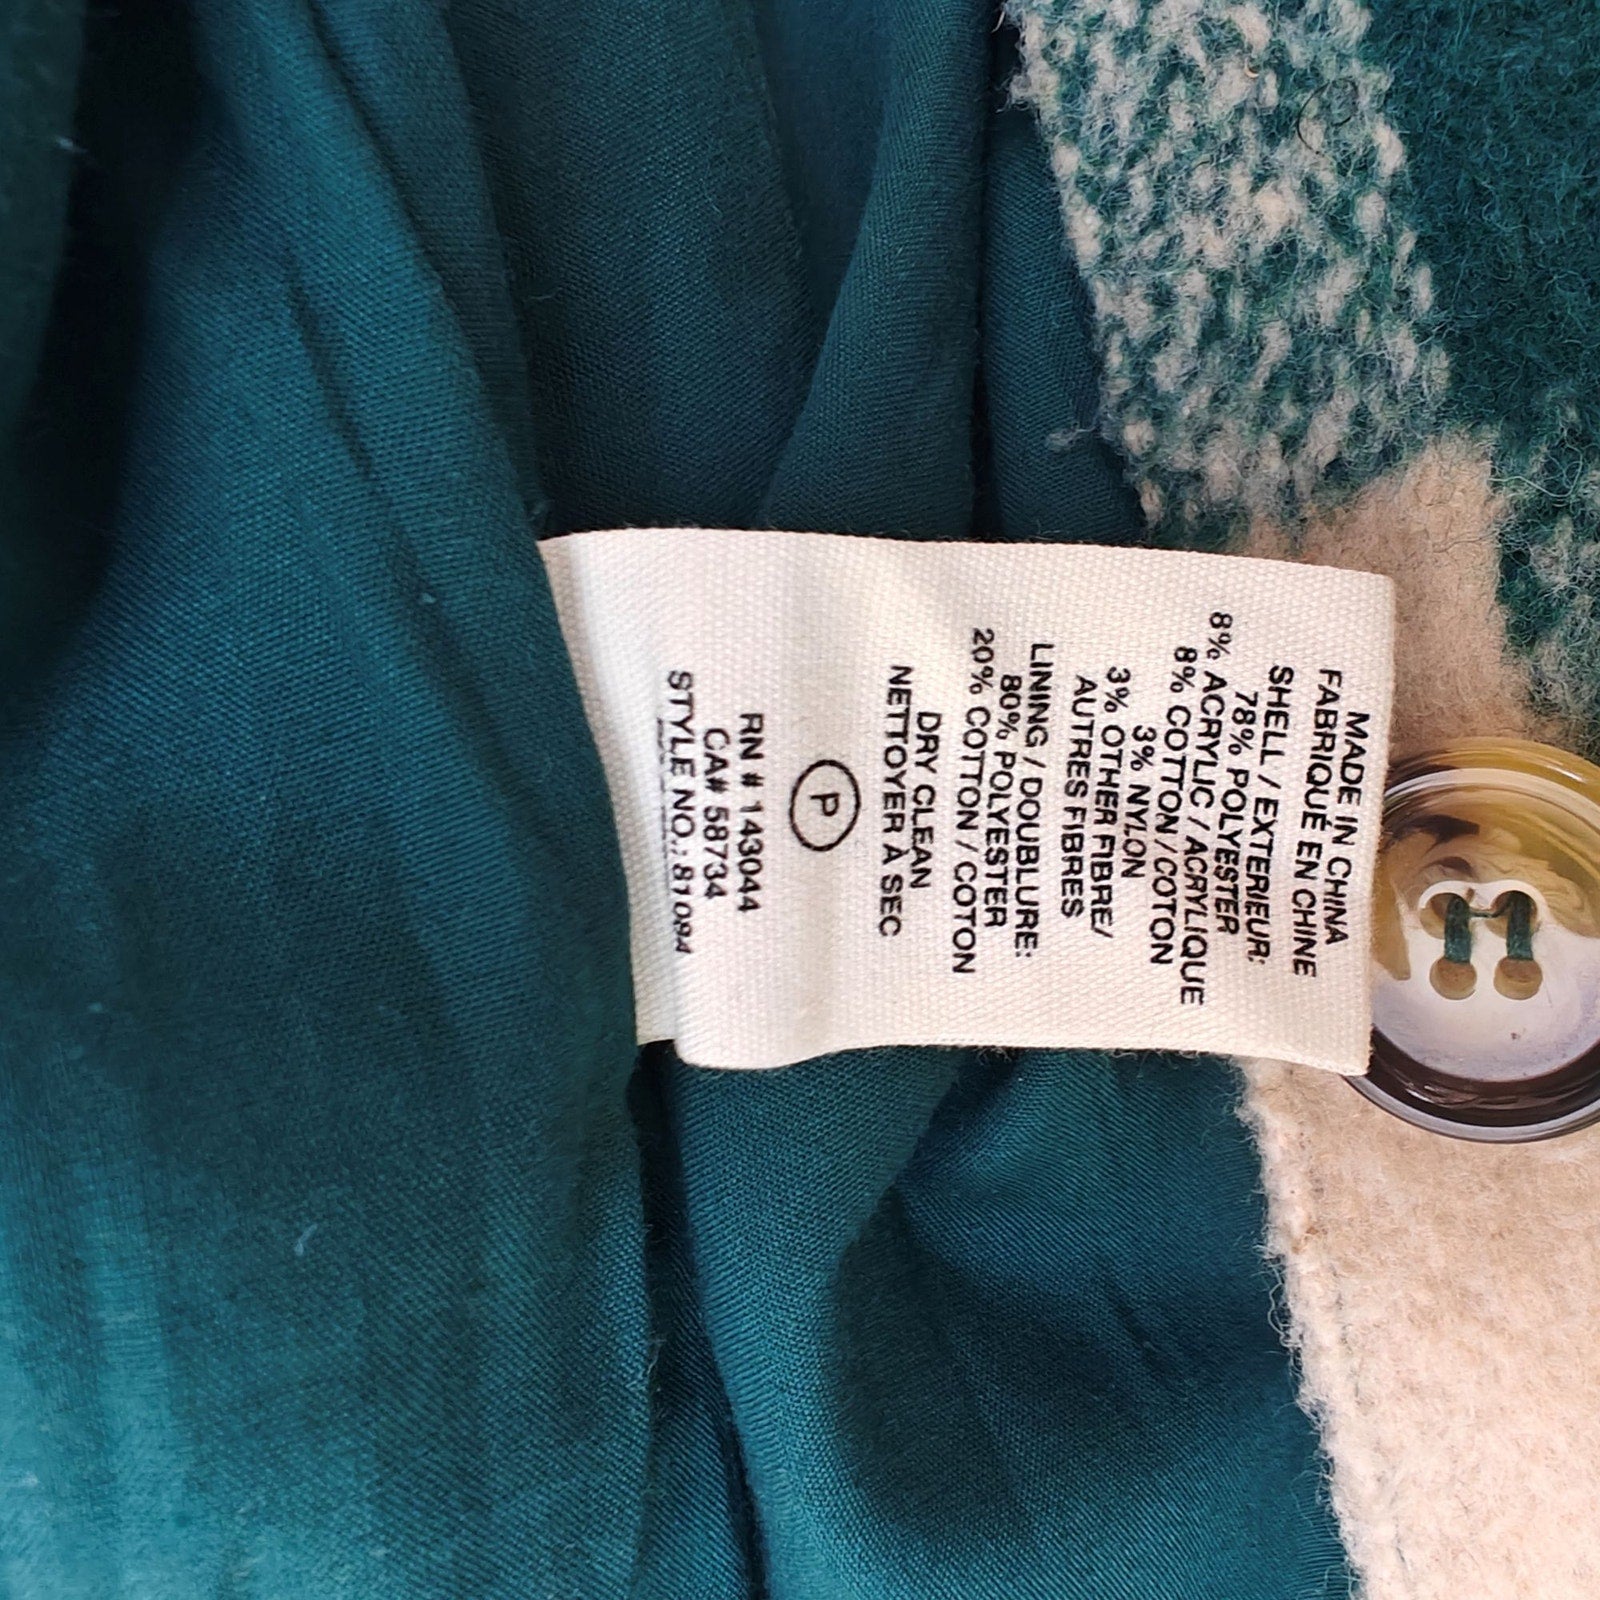 MADE IN CHINA
FABRIQUÉ EN CHINE
SHELL / EXTERIEUR:
78% POLYESTER
8% ACRYLIC / ACRYLIQUE
8% COTTON / COTON
3% NYLON
3% OTHER FIBRE/
AUTRES FIBRES
LINING / DOUBLURE:
80% POLYESTER
20% COTTON / COTON
DRY CLEAN
NETTOYER À SEC
P
RN # 143044
CA# 58734
STYLE NO.: 81094